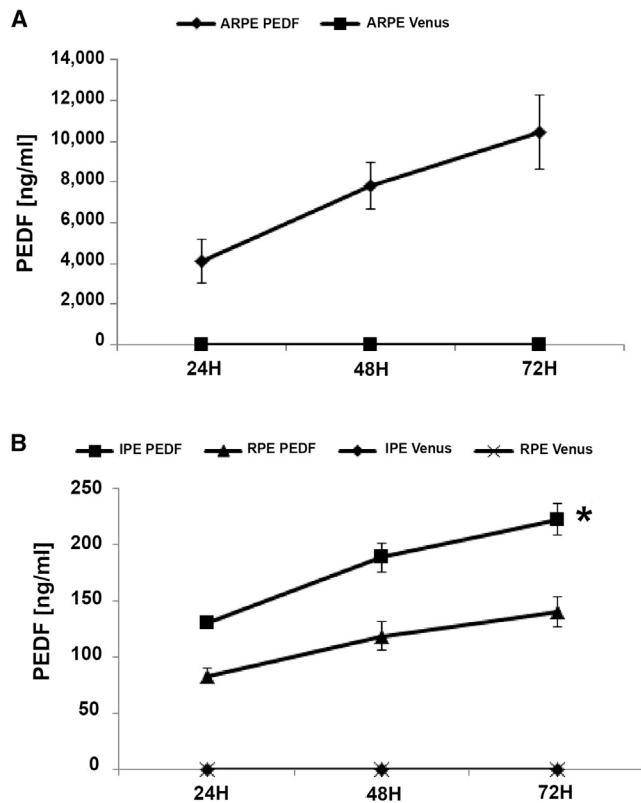 A
ARPE PEDF ARPE Venus
PEDF [ng/ml]
14,000
12,000
10,000
8,000
6,000
4,000
2,000
0
24H 48H 72H
B
IPE PEDF RPE PEDF IPE Venus RPE Venus
PEDF [ng/ml]
250
200
150
100
50
0
*
24H 48H 72H